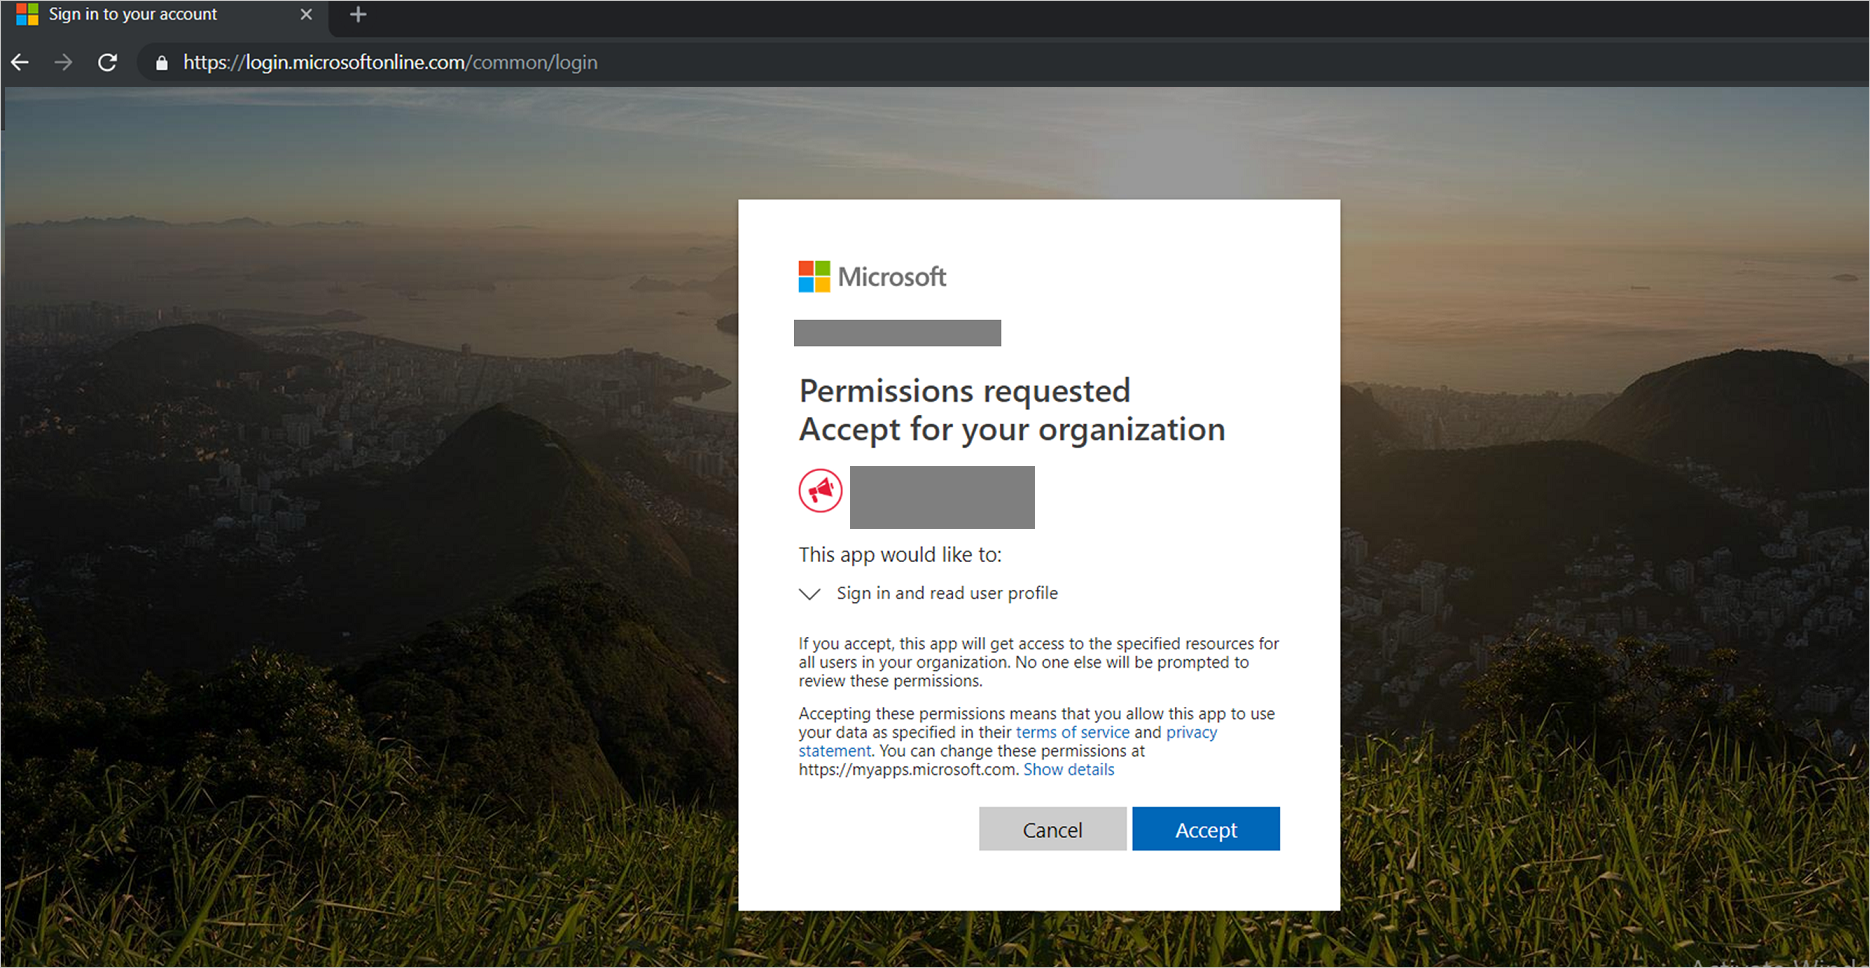 Sign in to your account
https://login.microsoftonline.com/common/login
Microsoft
Permissions requested
Accept for your organization
This app would like to:
Sign in and read user profile
If you accept, this app will get access to the specified resources for
all users in your organization. No one else will be prompted to
review these permissions.
Accepting these permissions means that you allow this app to use
your data as specified in their terms of service and privacy
statement. You can change these permissions at
https://myapps.microsoft.com. Show details
Cancel
Accept